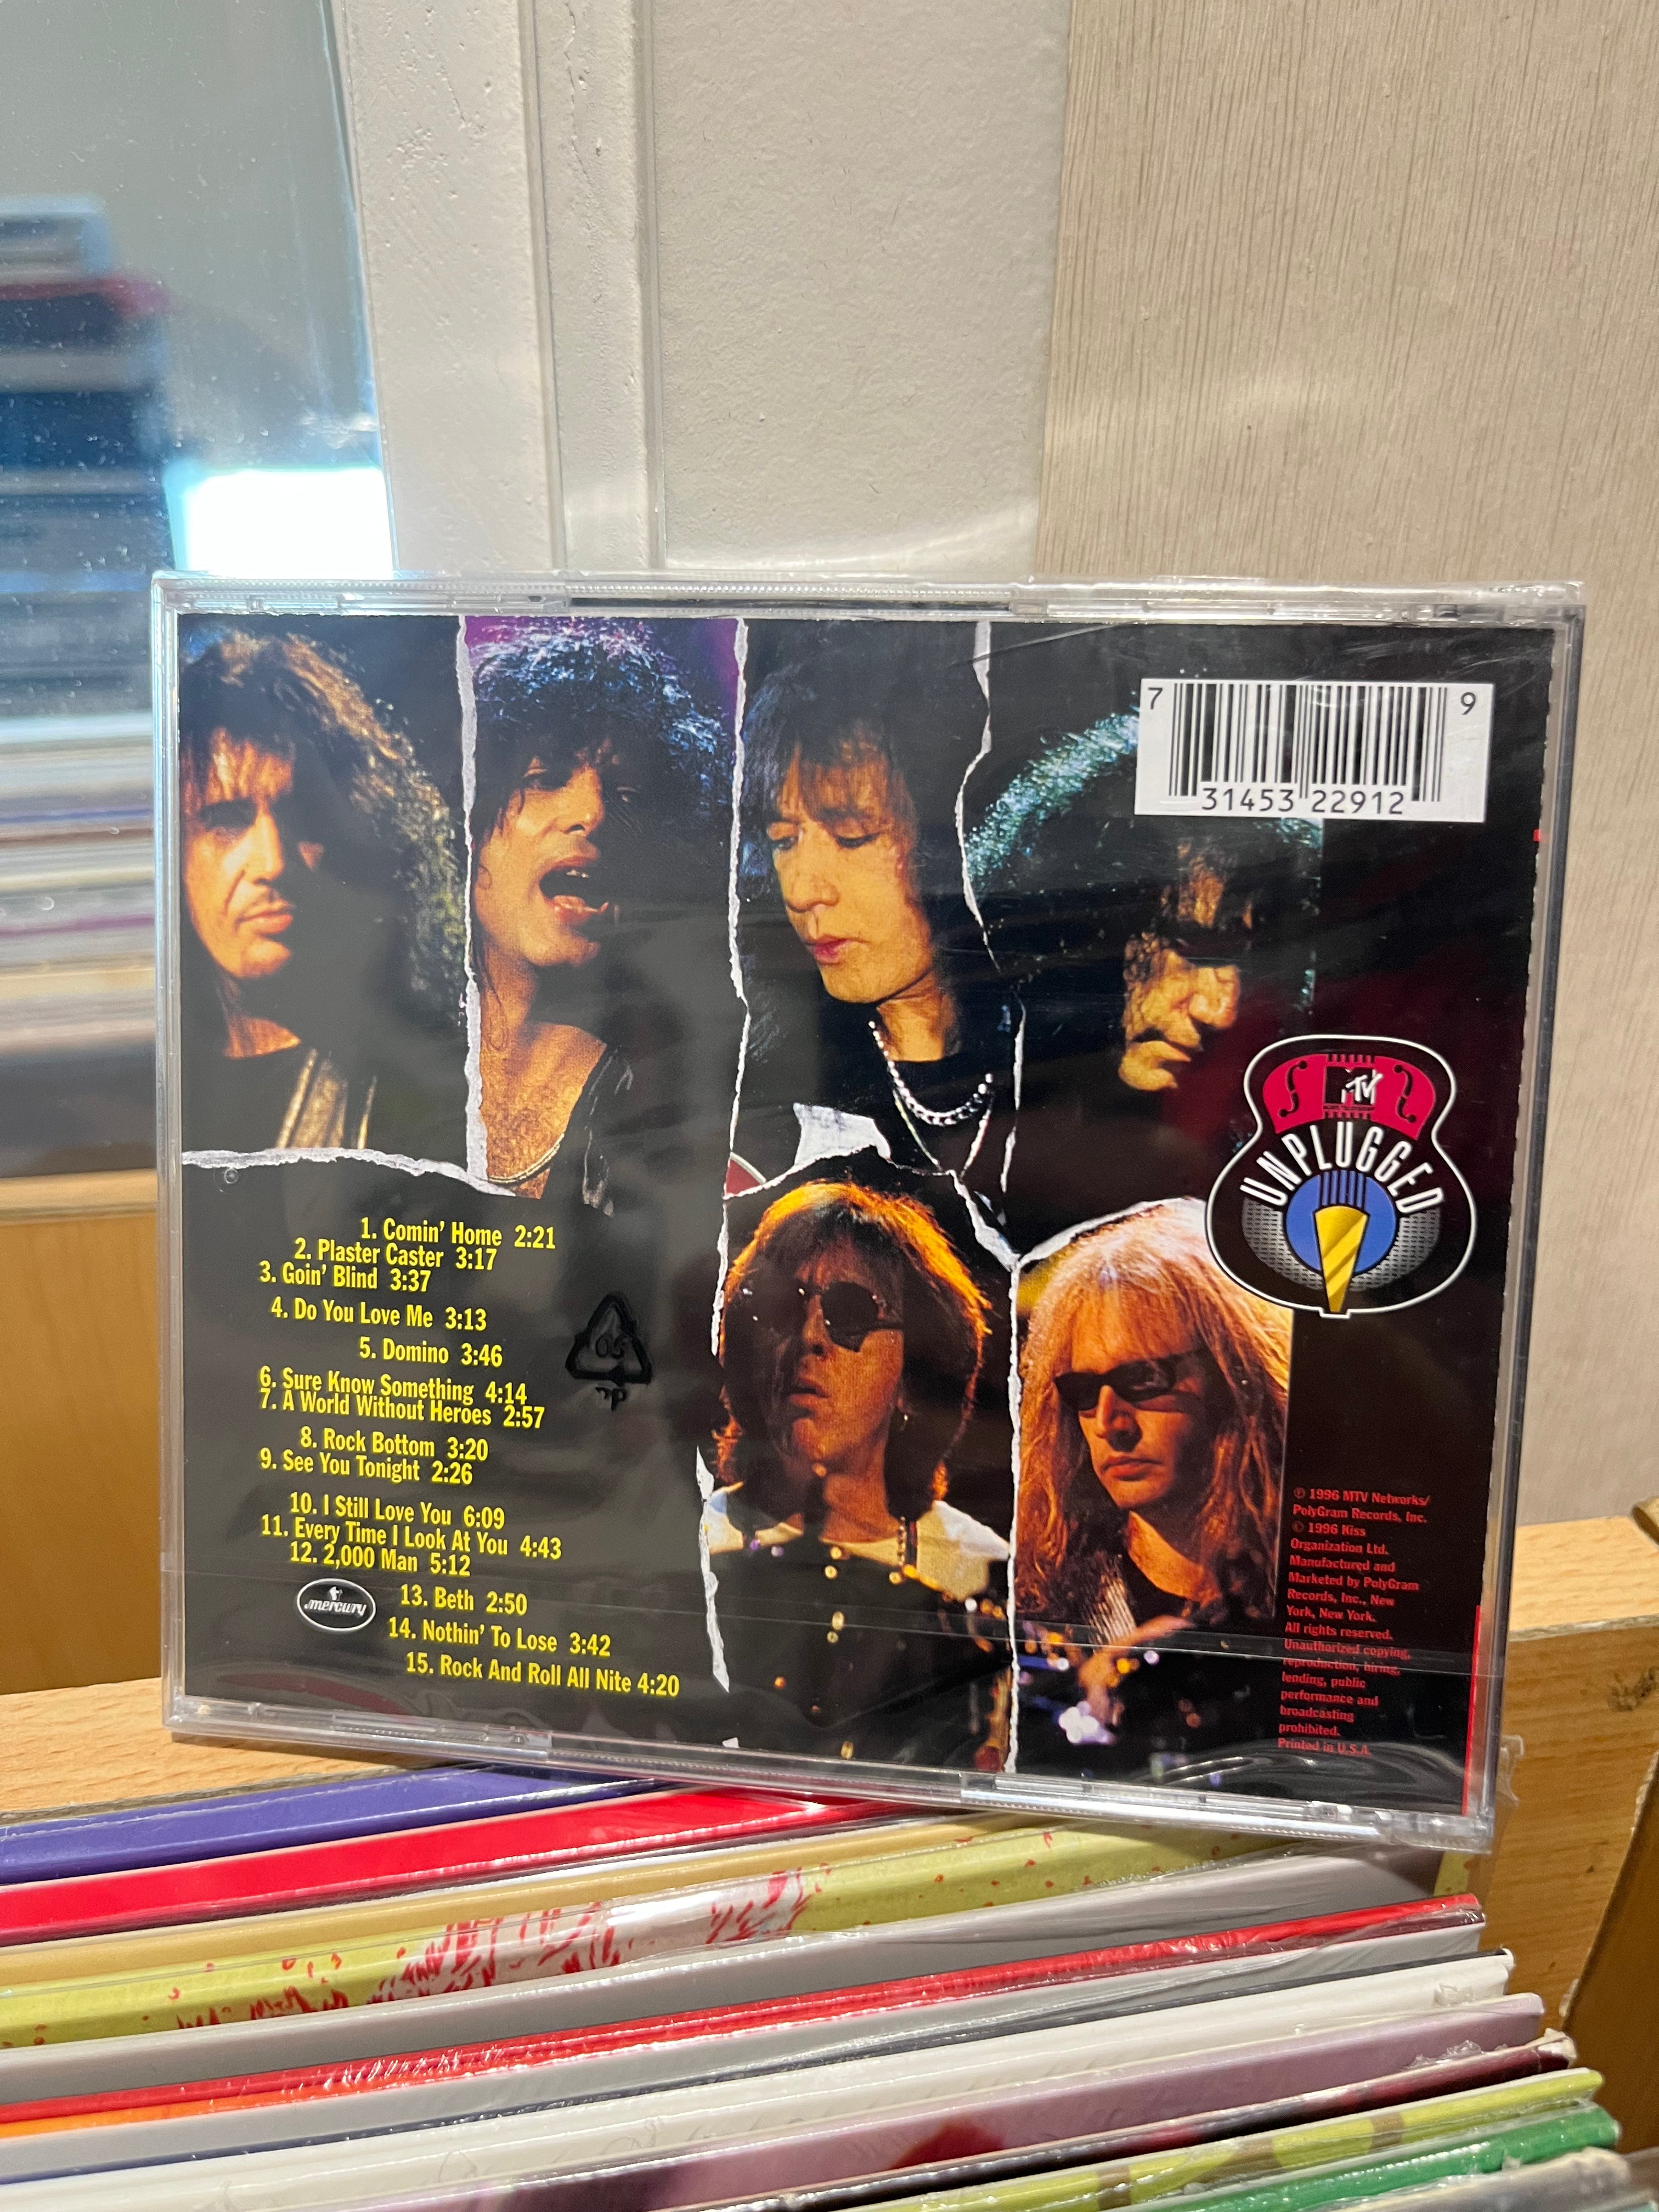 7 31453 22912 9
MTV
UNPLUGGED
1. Comin' Home 2:21
2. Plaster Caster 3:17
3. Goin' Blind 3:37
4. Do You Love Me 3:13
5. Domino 3:46
6. Sure Know Something 4:14
7. A World Without Heroes 2:57
8. Rock Bottom 3:20
9. See You Tonight 2:26
10. I Still Love You 6:09
11. Every Time I Look At You 4:43
12. 2,000 Man 5:12
13. Beth 2:50
14. Nothin' To Lose 3:42
15. Rock And Roll All Nite 4:20
mercury
℗ 1996 MTV Networks/
PolyGram Records, Inc.
© 1996 Kiss
Organization Ltd.
Manufactured and
Marketed by PolyGram
Records, Inc., New
York, New York.
All rights reserved.
Unauthorized copying,
reproduction, hiring,
lending, public
performance and
broadcasting
prohibited.
Printed in U.S.A.